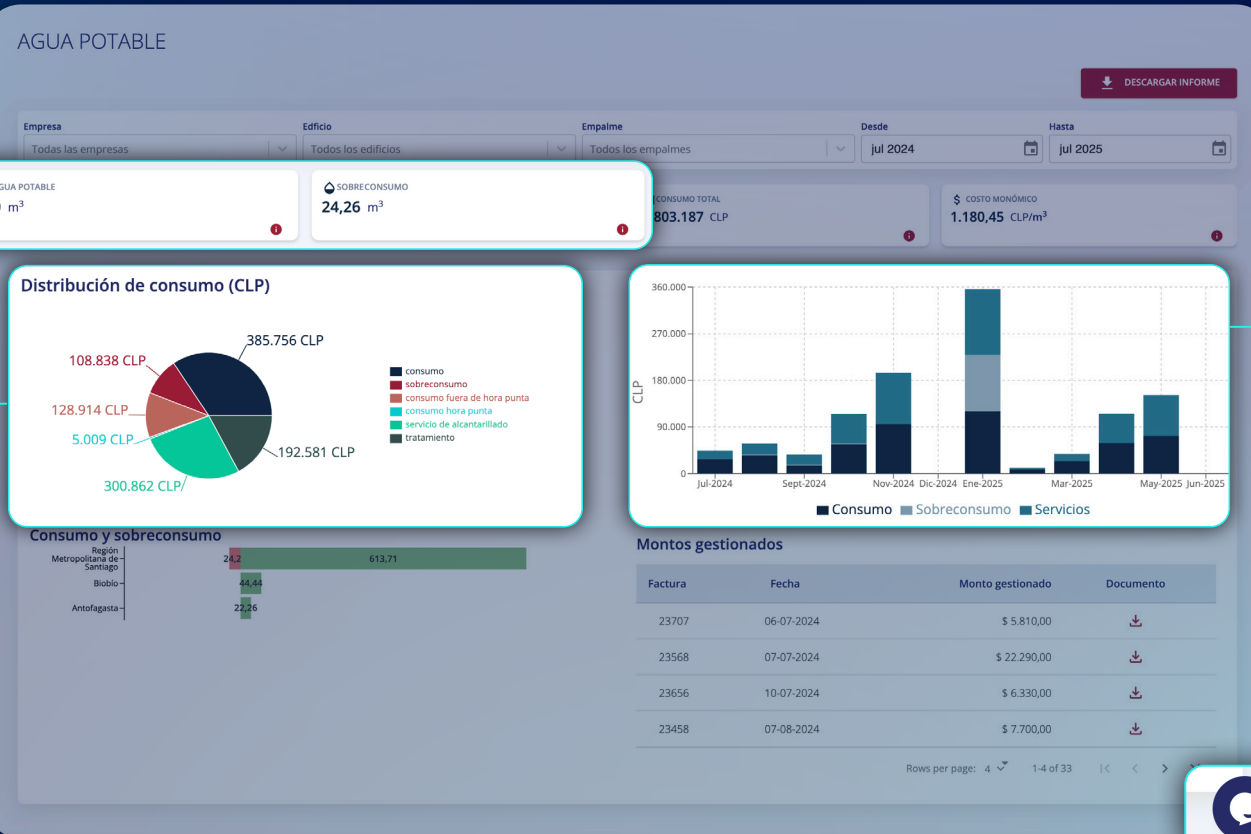 AGUA POTABLE
DESCARGAR INFORME
Empresa Edficio Empalme Desde Hasta
Todas las empresas Todos los edificios Todos los empalmes jul 2024 jul 2025
m³
SOBRECONSUMO
24,26 m³
CONSUMO TOTAL
803.187 CLP
$ COSTO MONÓMICO
1.180,45 CLP/m³
Distribución de consumo (CLP)
385.756 CLP
108.838 CLP
128.914 CLP
5.009 CLP
300.862 CLP
192.581 CLP
consumo
sobreconsumo
consumo fuera de hora punta
consumo hora punta
servicio de alcantarillado
tratamiento
360.000
270.000
180.000
90.000
0
CLP
Jul-2024 Sept-2024 Nov-2024 Dic-2024 Ene-2025 Mar-2025 May-2025 Jun-2025
Consumo Sobreconsumo Servicios
Consumo y sobreconsumo
Región
Metropolitana de
Santiago
24,2 613,71
Biobío 44,44
Antofagasta 22,26
Montos gestionados
Factura Fecha Monto gestionado Documento
23707 06-07-2024 $ 5.810,00
23568 07-07-2024 $ 22.290,00
23656 10-07-2024 $ 6.330,00
23458 07-08-2024 $ 7.700,00
Rows per page: 4 1-4 of 33